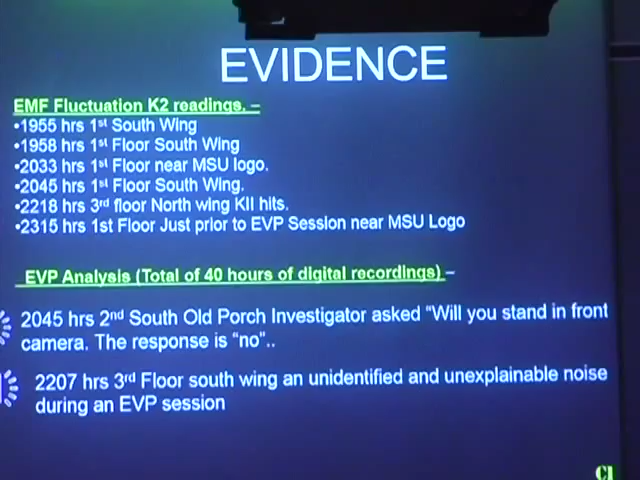 EVIDENCE
EMF Fluctuation K2 readings. –
•1955 hrs 1st South Wing
•1958 hrs 1st Floor South Wing
•2033 hrs 1st Floor near MSU logo.
•2045 hrs 1st Floor South Wing.
•2218 hrs 3rd floor North wing KII hits.
•2315 hrs 1st Floor Just prior to EVP Session near MSU Logo
EVP Analysis (Total of 40 hours of digital recordings) –
2045 hrs 2nd South Old Porch Investigator asked “Will you stand in front
camera. The response is “no”..
2207 hrs 3rd Floor south wing an unidentified and unexplainable noise
during an EVP session